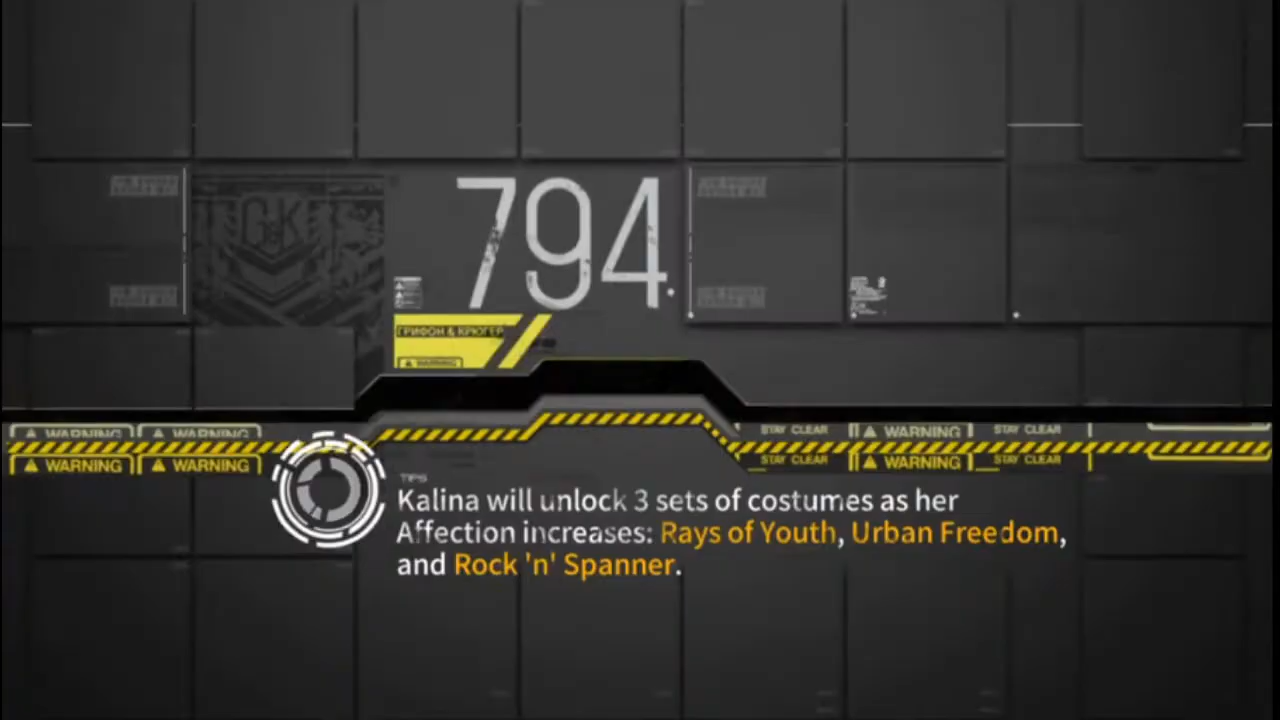 G&K
794
ГРИФОН & КРЮГЕР
WARNING
WARNING
WARNING
STAY CLEAR
WARNING
STAY CLEAR
WARNING
WARNING
STAY CLEAR
WARNING
STAY CLEAR
TIPS
Kalina will unlock 3 sets of costumes as her
Affection increases: Rays of Youth, Urban Freedom,
and Rock 'n' Spanner.